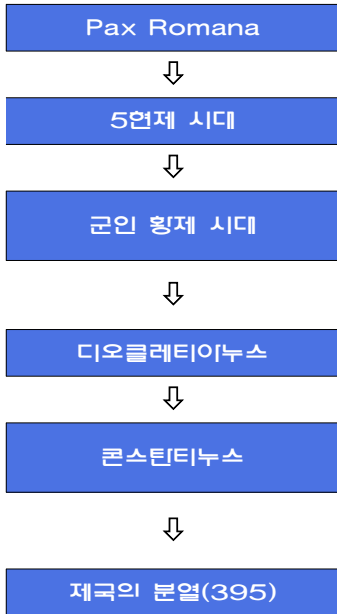 Pax Romana
5현제 시대
군인 황제 시대
디오클레티아누스
콘스탄티누스
제국의 분열(395)